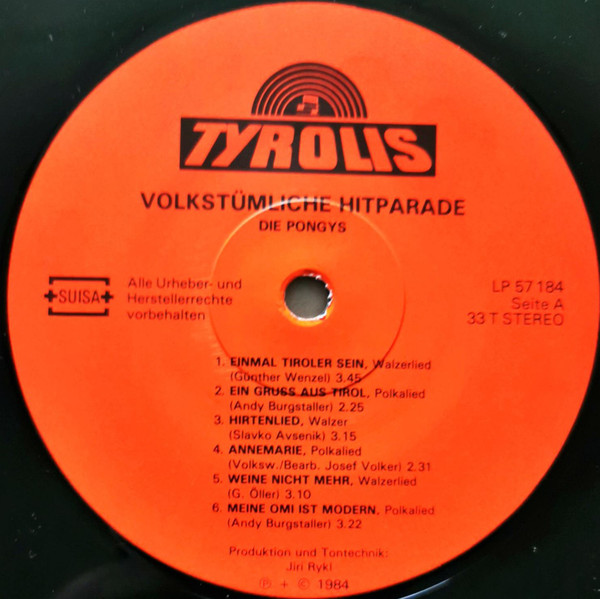 TYROLIS
VOLKSTÜMLICHE HITPARADE
DIE PONGYS
+SUISA+
Alle Urheber- und
Herstellerrechte
vorbehalten
LP 57 184
Seite A
33 T STEREO
1. EINMAL TIROLER SEIN, Walzerlied
(Günther Wenzel) 3.45
2. EIN GRUSS AUS TIROL, Polkalied
(Andy Burgstaller) 2.25
3. HIRTENLIED, Walzer
(Slavko Avsenik) 3.15
4. ANNEMARIE, Polkalied
(Volksw./Bearb. Josef Volker) 2.31
5. WEINE NICHT MEHR, Walzerlied
(G. Öller) 3.10
6. MEINE OMI IST MODERN, Polkalied
(Andy Burgstaller) 3.22
Produktion und Tontechnik:
Jiri Rykl
℗ + © 1984